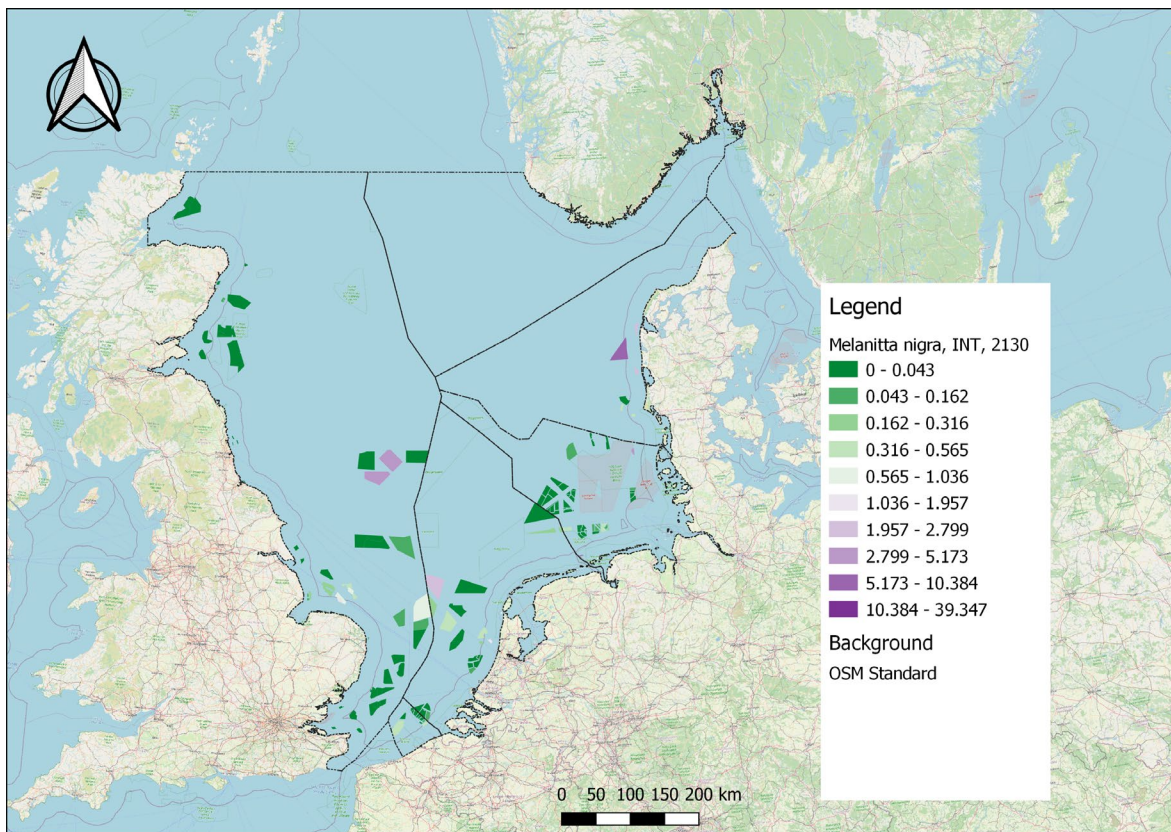 Legend
Melanitta nigra, INT, 2130
0 - 0.043
0.043 - 0.162
0.162 - 0.316
0.316 - 0.565
0.565 - 1.036
1.036 - 1.957
1.957 - 2.799
2.799 - 5.173
5.173 - 10.384
10.384 - 39.347
Background
OSM Standard
0 50 100 150 200 km